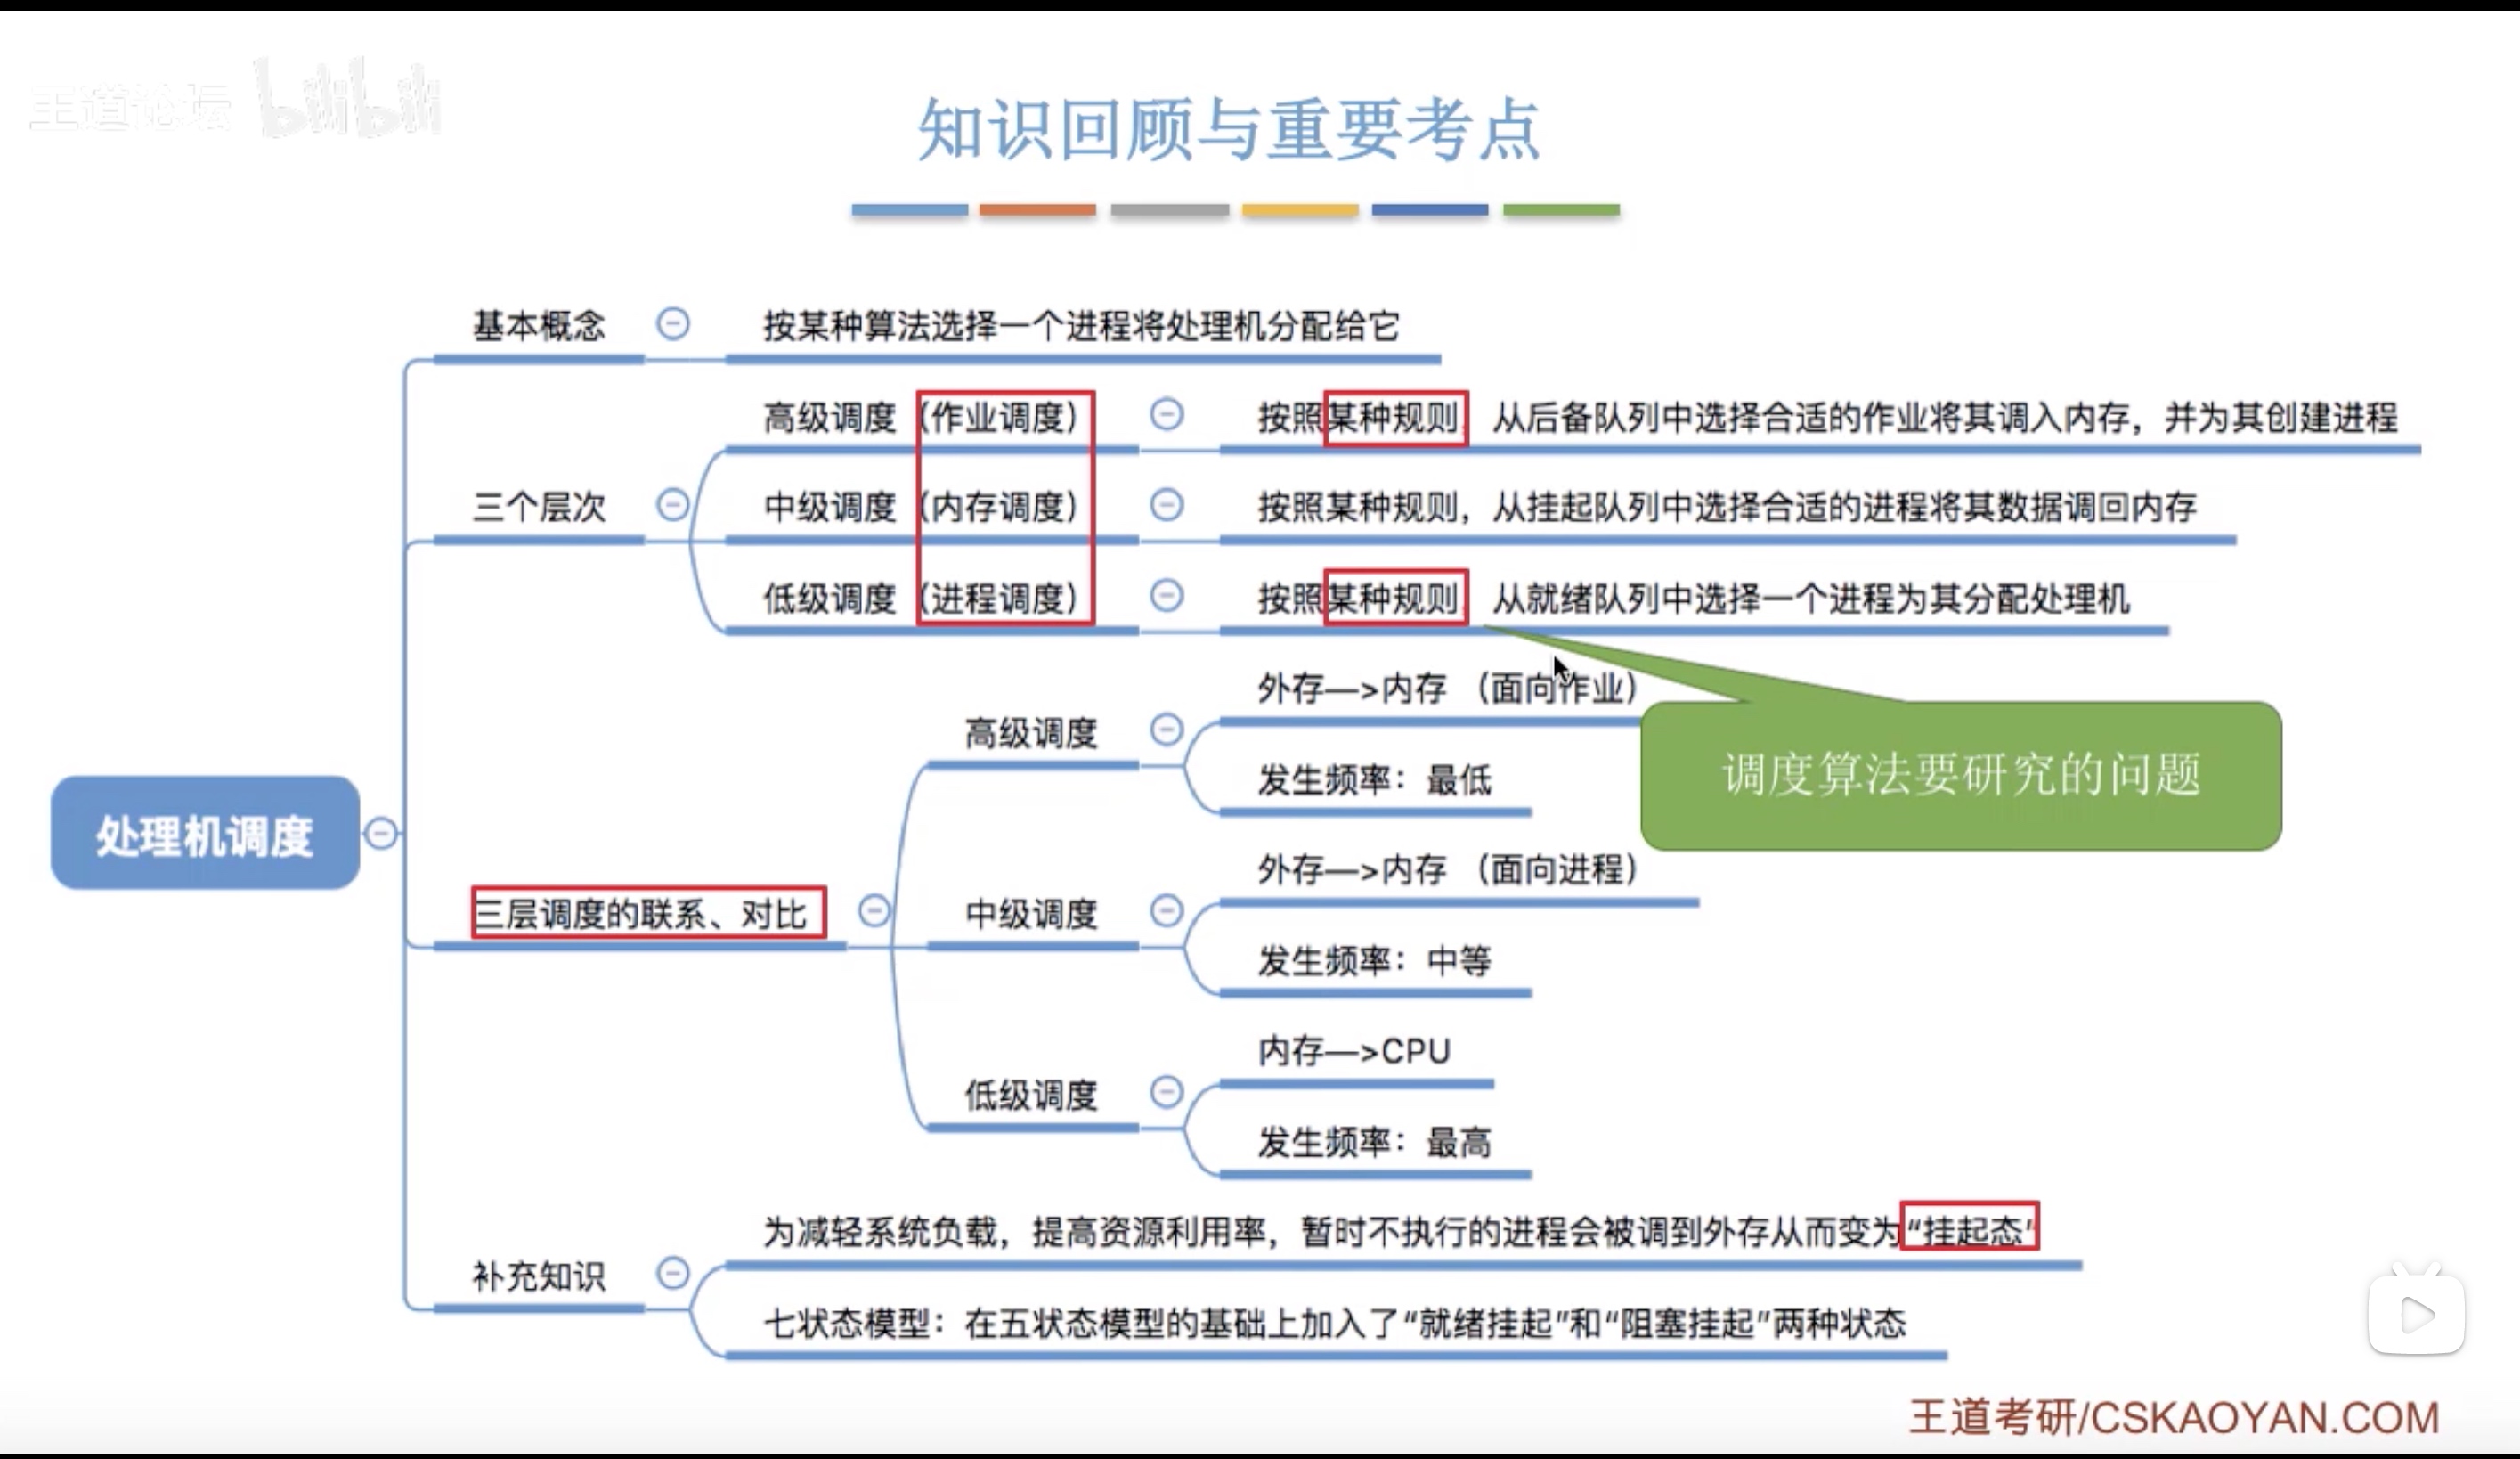 王道论坛 bilibili
知识回顾与重要考点
基本概念
按某种算法选择一个进程将处理机分配给它
高级调度（作业调度）
按照某种规则，从后备队列中选择合适的作业将其调入内存，并为其创建进程
三个层次
中级调度（内存调度）
按照某种规则，从挂起队列中选择合适的进程将其数据调回内存
低级调度（进程调度）
按照某种规则，从就绪队列中选择一个进程为其分配处理机
外存—>内存 （面向作业）
高级调度
发生频率：最低
调度算法要研究的问题
处理机调度
外存—>内存 （面向进程）
三层调度的联系、对比
中级调度
发生频率：中等
内存—>CPU
低级调度
发生频率：最高
为减轻系统负载，提高资源利用率，暂时不执行的进程会被调到外存从而变为“挂起态”
补充知识
七状态模型：在五状态模型的基础上加入了“就绪挂起”和“阻塞挂起”两种状态
王道考研/CSKAOYAN.COM